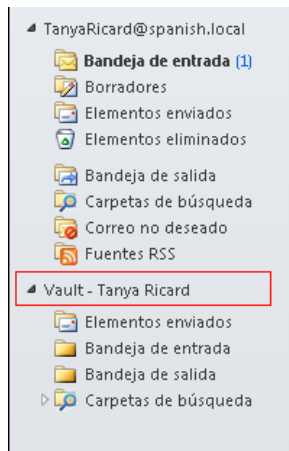 TanyaRicard@spanish.local
Bandeja de entrada (1)
Borradores
Elementos enviados
Elementos eliminados
Bandeja de salida
Carpetas de búsqueda
Correo no deseado
Fuentes RSS
Vault - Tanya Ricard
Elementos enviados
Bandeja de entrada
Bandeja de salida
Carpetas de búsqueda